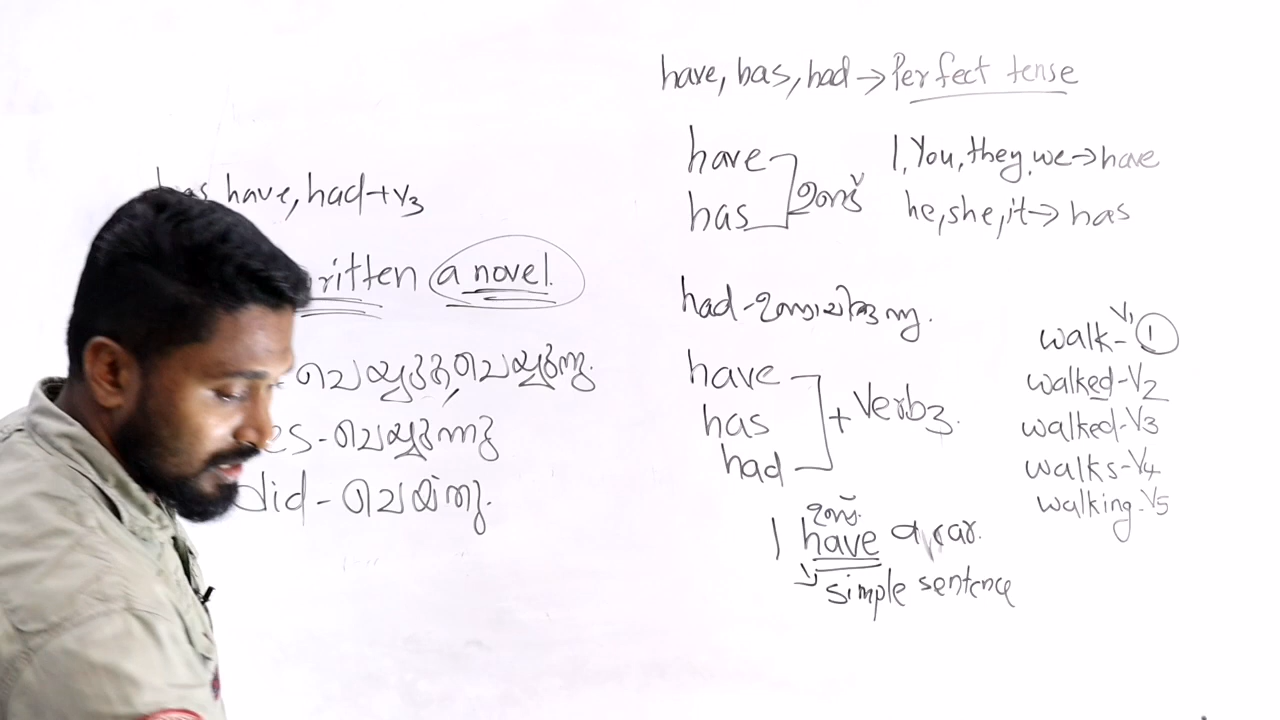 has, have, had+V3
written a novel.
- ചെയ്യുക, ചെയ്യുന്നു.
es - ചെയ്യുന്നു
did - ചെയ്തു.
have, has, had → Perfect tense
have
has
ഉണ്ട്
I, You, they, we → have
he, she, it → has
had - ഉണ്ടായിരുന്നു.
have
has
had
+ Verb3.
walk - V1 1
walked - V2
walked - V3
walks - V4
walking - V5
ഉണ്ട്.
I have a car.
simple sentence